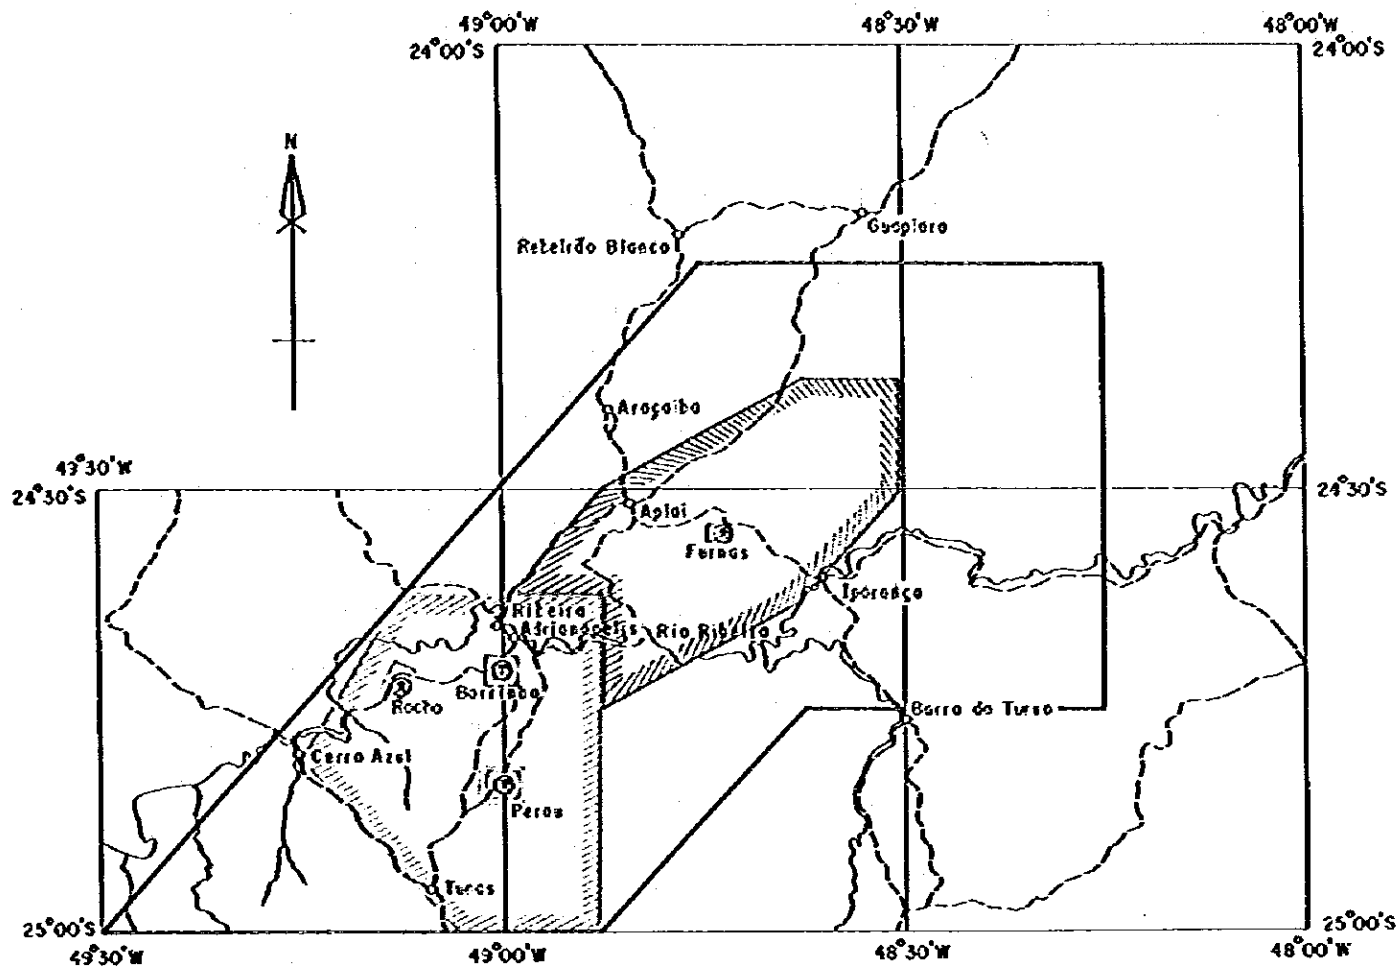 49°00'W
48°30'W
48°00'W
24°00'S
24°00'S
N
Guapiara
Ribeirão Branco
Araçaiba
49°30'W
24°30'S
24°30'S
Apiaí
Furnas
Iporanga
Ribeira
Adrianópolis
Rio Ribeira
Barrinha
Rocha
Barra do Turvo
Cerro Azul
Perau
Tunas
25°00'S
25°00'S
49°30'W
49°00'W
48°30'W
48°00'W